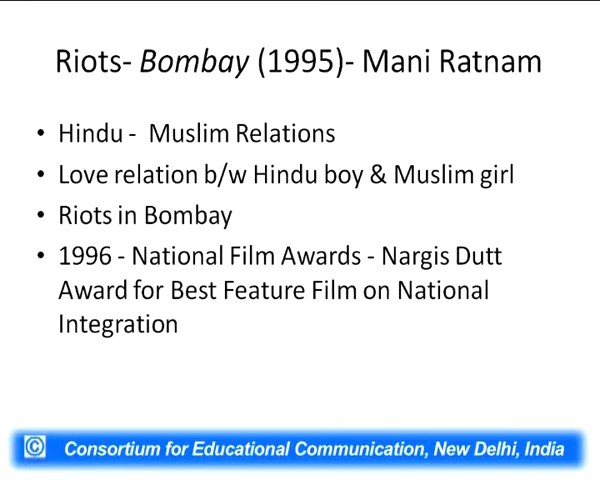 Riots- Bombay (1995)- Mani Ratnam
• Hindu - Muslim Relations
• Love relation b/w Hindu boy & Muslim girl
• Riots in Bombay
• 1996 - National Film Awards - Nargis Dutt
Award for Best Feature Film on National
Integration
© Consortium for Educational Communication, New Delhi, India